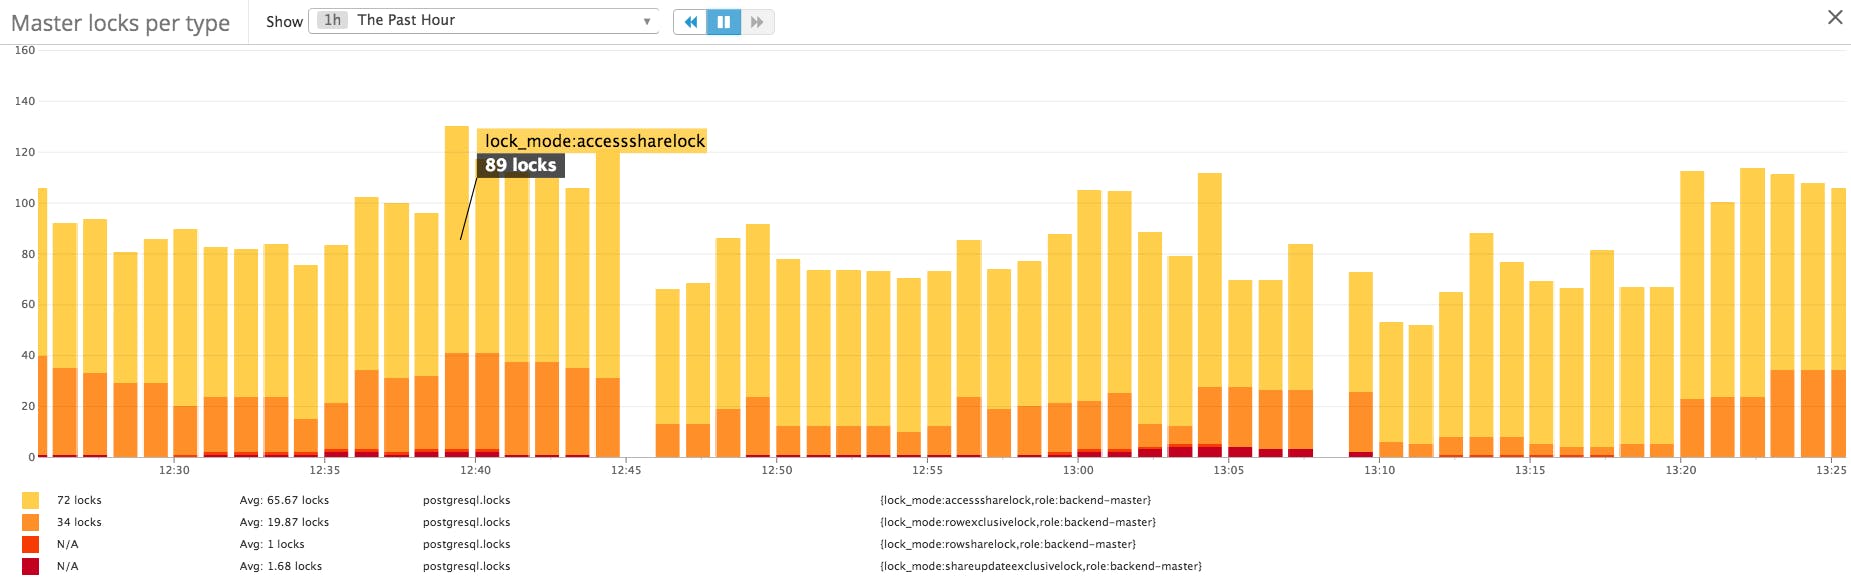 Master locks per type Show 1h The Past Hour
160
140
120
100
80
60
40
20
0
lock_mode:accesssharelock
89 locks
12:30 12:35 12:40 12:45 12:50 12:55 13:00 13:05 13:10 13:15 13:20 13:25
72 locks Avg: 65.67 locks postgresql.locks {lock_mode:accesssharelock,role:backend-master}
34 locks Avg: 19.87 locks postgresql.locks {lock_mode:rowexclusivelock,role:backend-master}
N/A Avg: 1 locks postgresql.locks {lock_mode:rowsharelock,role:backend-master}
N/A Avg: 1.68 locks postgresql.locks {lock_mode:shareupdateexclusivelock,role:backend-master}